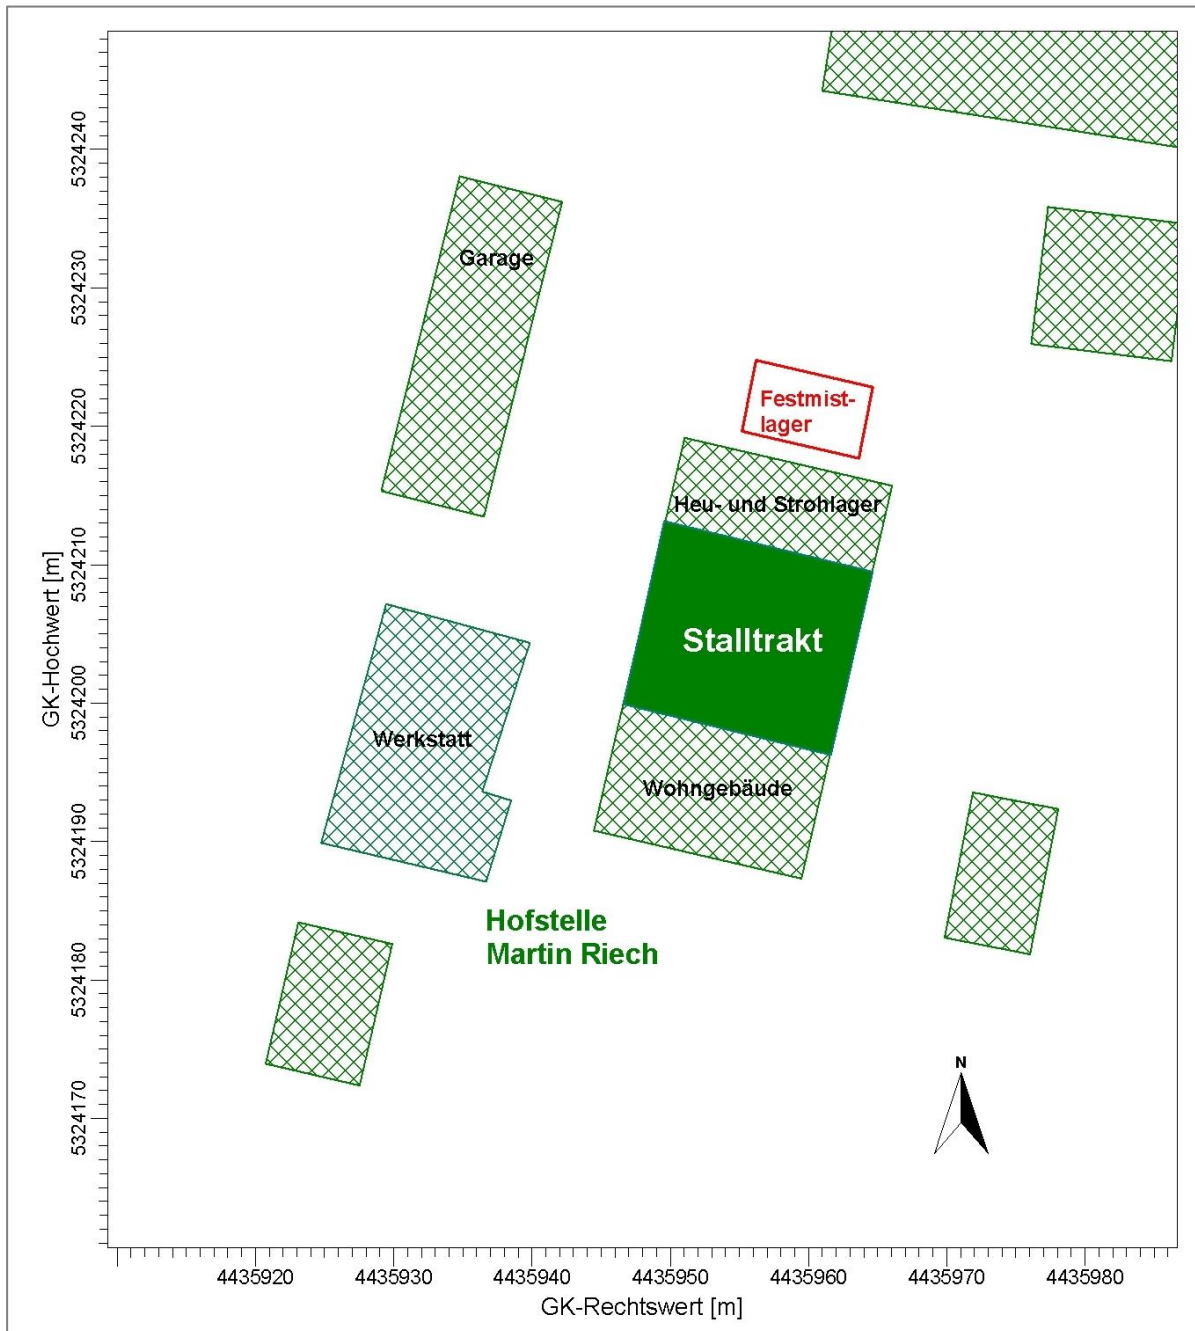 5324240
5324230
5324220
5324210
5324200
5324190
5324180
5324170
GK-Hochwert [m]
Garage
Festmist-
lager
Heu- und Strohlager
Stalltrakt
Werkstatt
Wohngebäude
Hofstelle
Martin Riech
N
4435920 4435930 4435940 4435950 4435960 4435970 4435980
GK-Rechtswert [m]